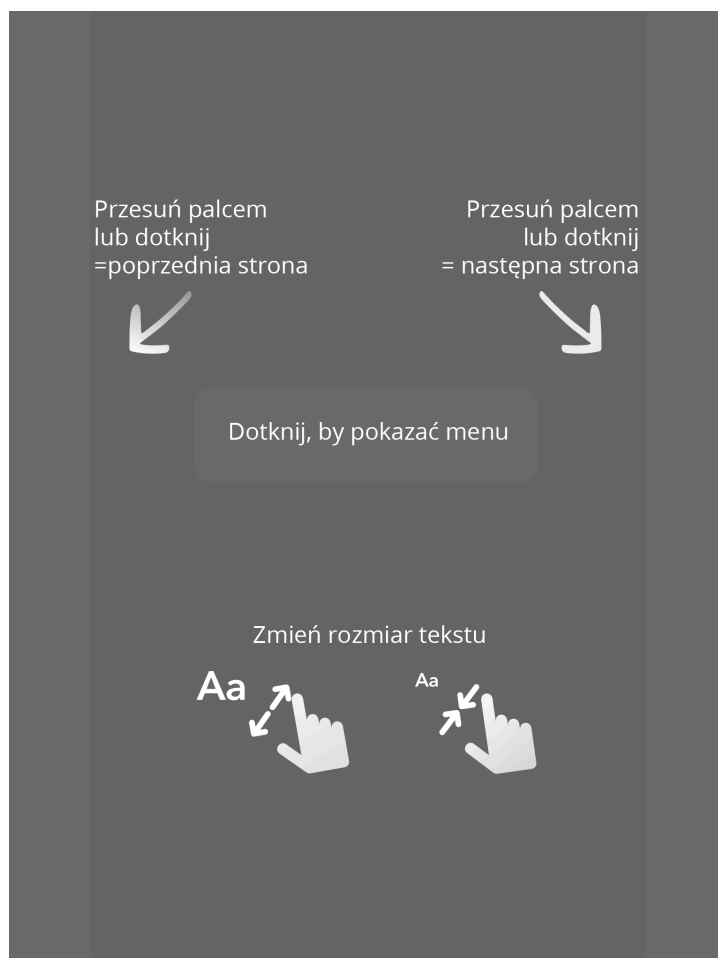 Przesuń palcem
lub dotknij
=poprzednia strona
Przesuń palcem
lub dotknij
= następna strona
Dotknij, by pokazać menu
Zmień rozmiar tekstu
Aa
Aa